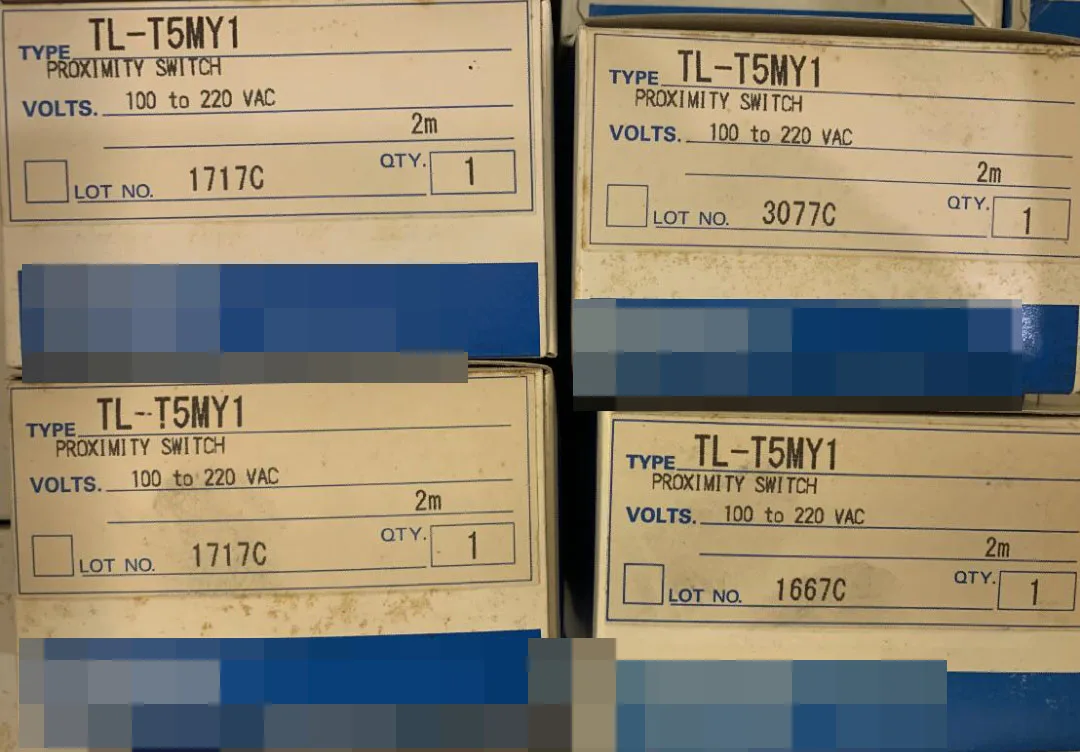 TYPE TL-T5MY1
PROXIMITY SWITCH
VOLTS. 100 to 220 VAC
2m
LOT NO. 1717C QTY. 1
TYPE TL-T5MY1
PROXIMITY SWITCH
VOLTS. 100 to 220 VAC
2m
LOT NO. 3077C QTY. 1
TYPE TL-T5MY1
PROXIMITY SWITCH
VOLTS. 100 to 220 VAC
2m
LOT NO. 1717C QTY. 1
TYPE TL-T5MY1
PROXIMITY SWITCH
VOLTS. 100 to 220 VAC
2m
LOT NO. 1667C QTY. 1